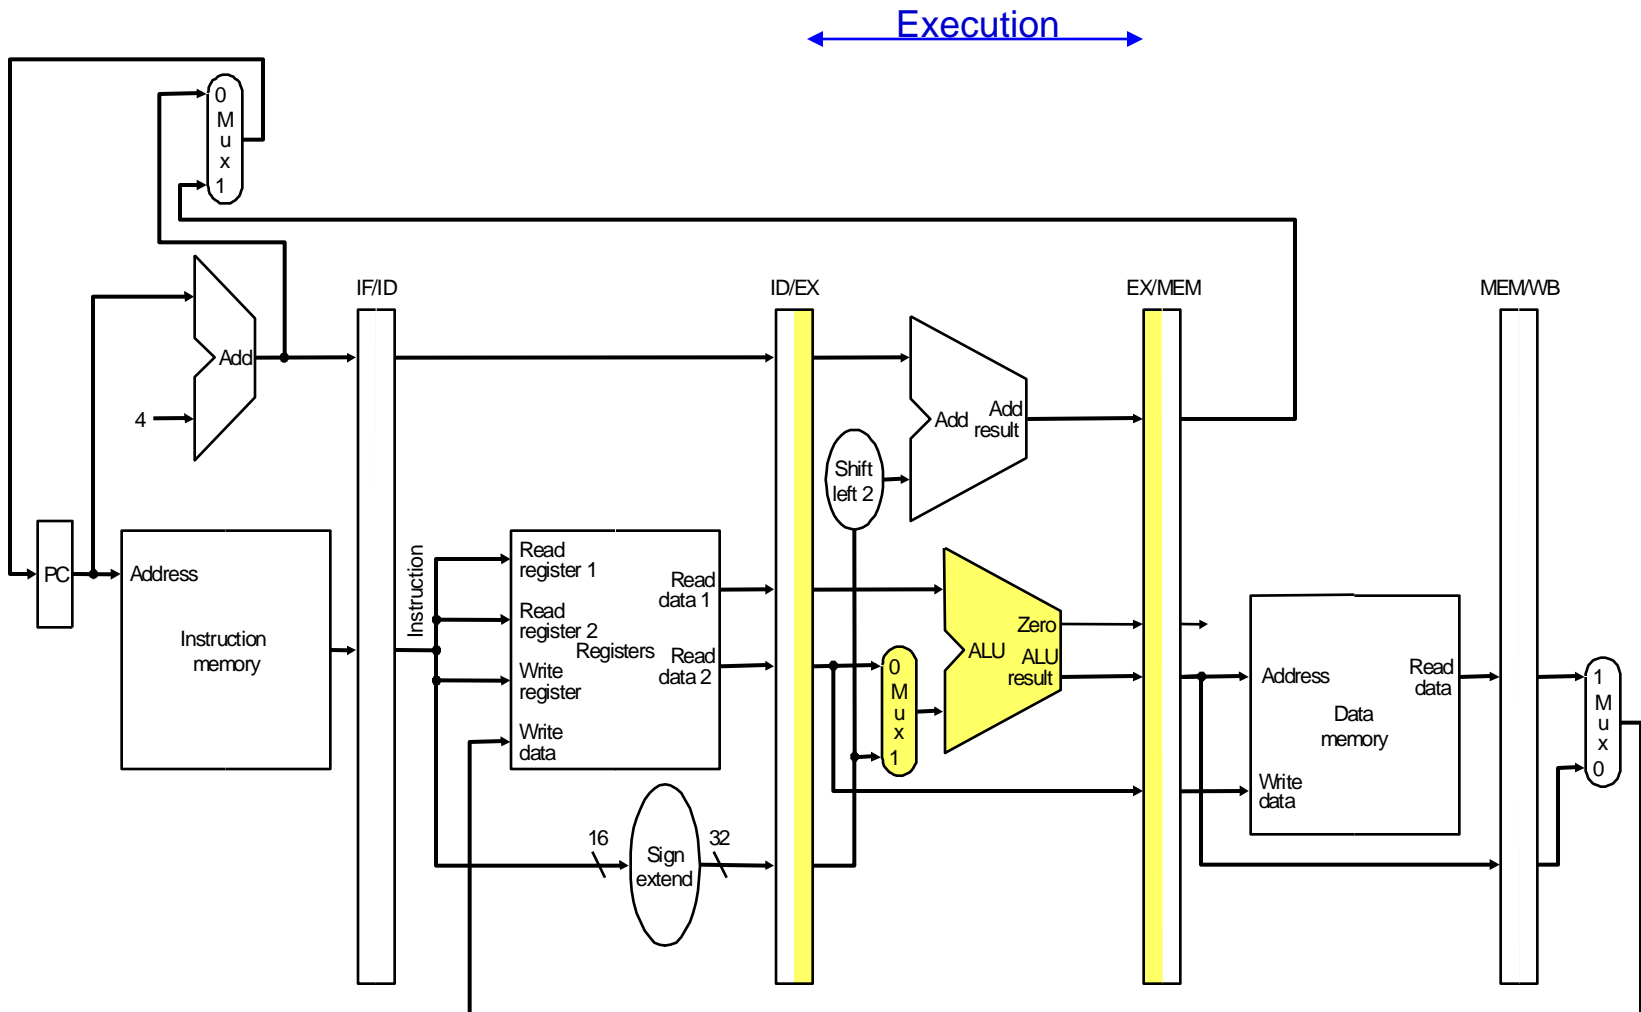 Execution
0
M
u
x
1
IF/ID
ID/EX
EX/MEM
MEM/WB
Add
4
Add
Add
result
Shift
left 2
PC
Address
Instruction
memory
Instruction
Read
register 1
Read
register 2
Registers
Write
register
Write
data
Read
data 1
Read
data 2
16
Sign
extend
32
0
M
u
x
1
Zero
ALU
ALU
result
Address
Read
data
Data
memory
Write
data
1
M
u
x
0